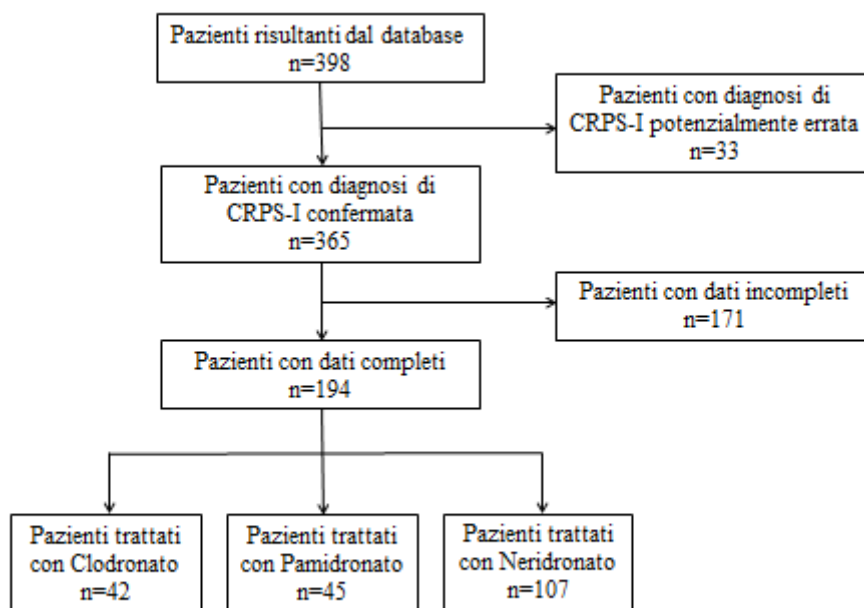 Pazienti risultanti dal database
n=398
Pazienti con diagnosi di
CRPS-I potenzialmente errata
n=33
Pazienti con diagnosi di
CRPS-I confermata
n=365
Pazienti con dati incompleti
n=171
Pazienti con dati completi
n=194
Pazienti trattati
con Clodronato
n=42
Pazienti trattati
con Pamidronato
n=45
Pazienti trattati
con Neridronato
n=107